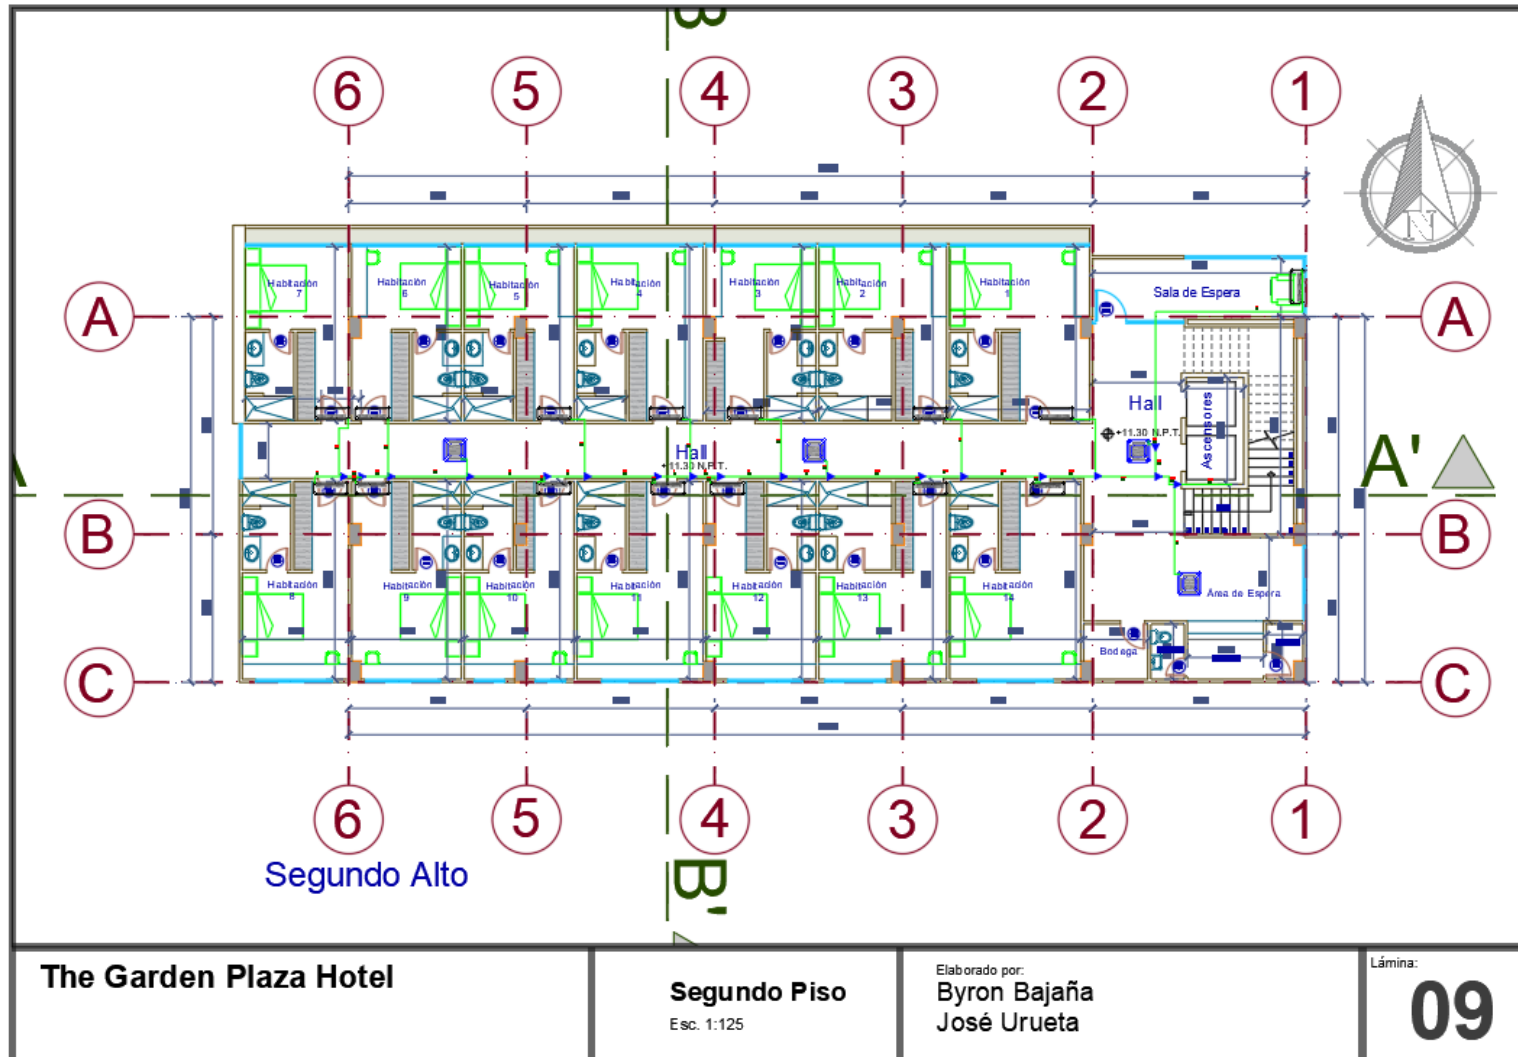 B
6 5 4 3 2 1
N
Habitación
7
Habitación
6
Habitación
5
Habitación
4
Habitación
3
Habitación
2
Habitación
1
Sala de Espera
A
A
Hall
Ascensores
+11.30 N.P.T.
Hall
+11.30 N.P.T.
A
A'
B
B
Habitación
8
Habitación
9
Habitación
10
Habitación
11
Habitación
12
Habitación
13
Habitación
14
Área de Espera
Bodega
C
C
6 5 4 3 2 1
Segundo Alto
B'
The Garden Plaza Hotel
Segundo Piso
Esc. 1:125
Elaborado por:
Byron Bajaña
José Urueta
Lámina:
09